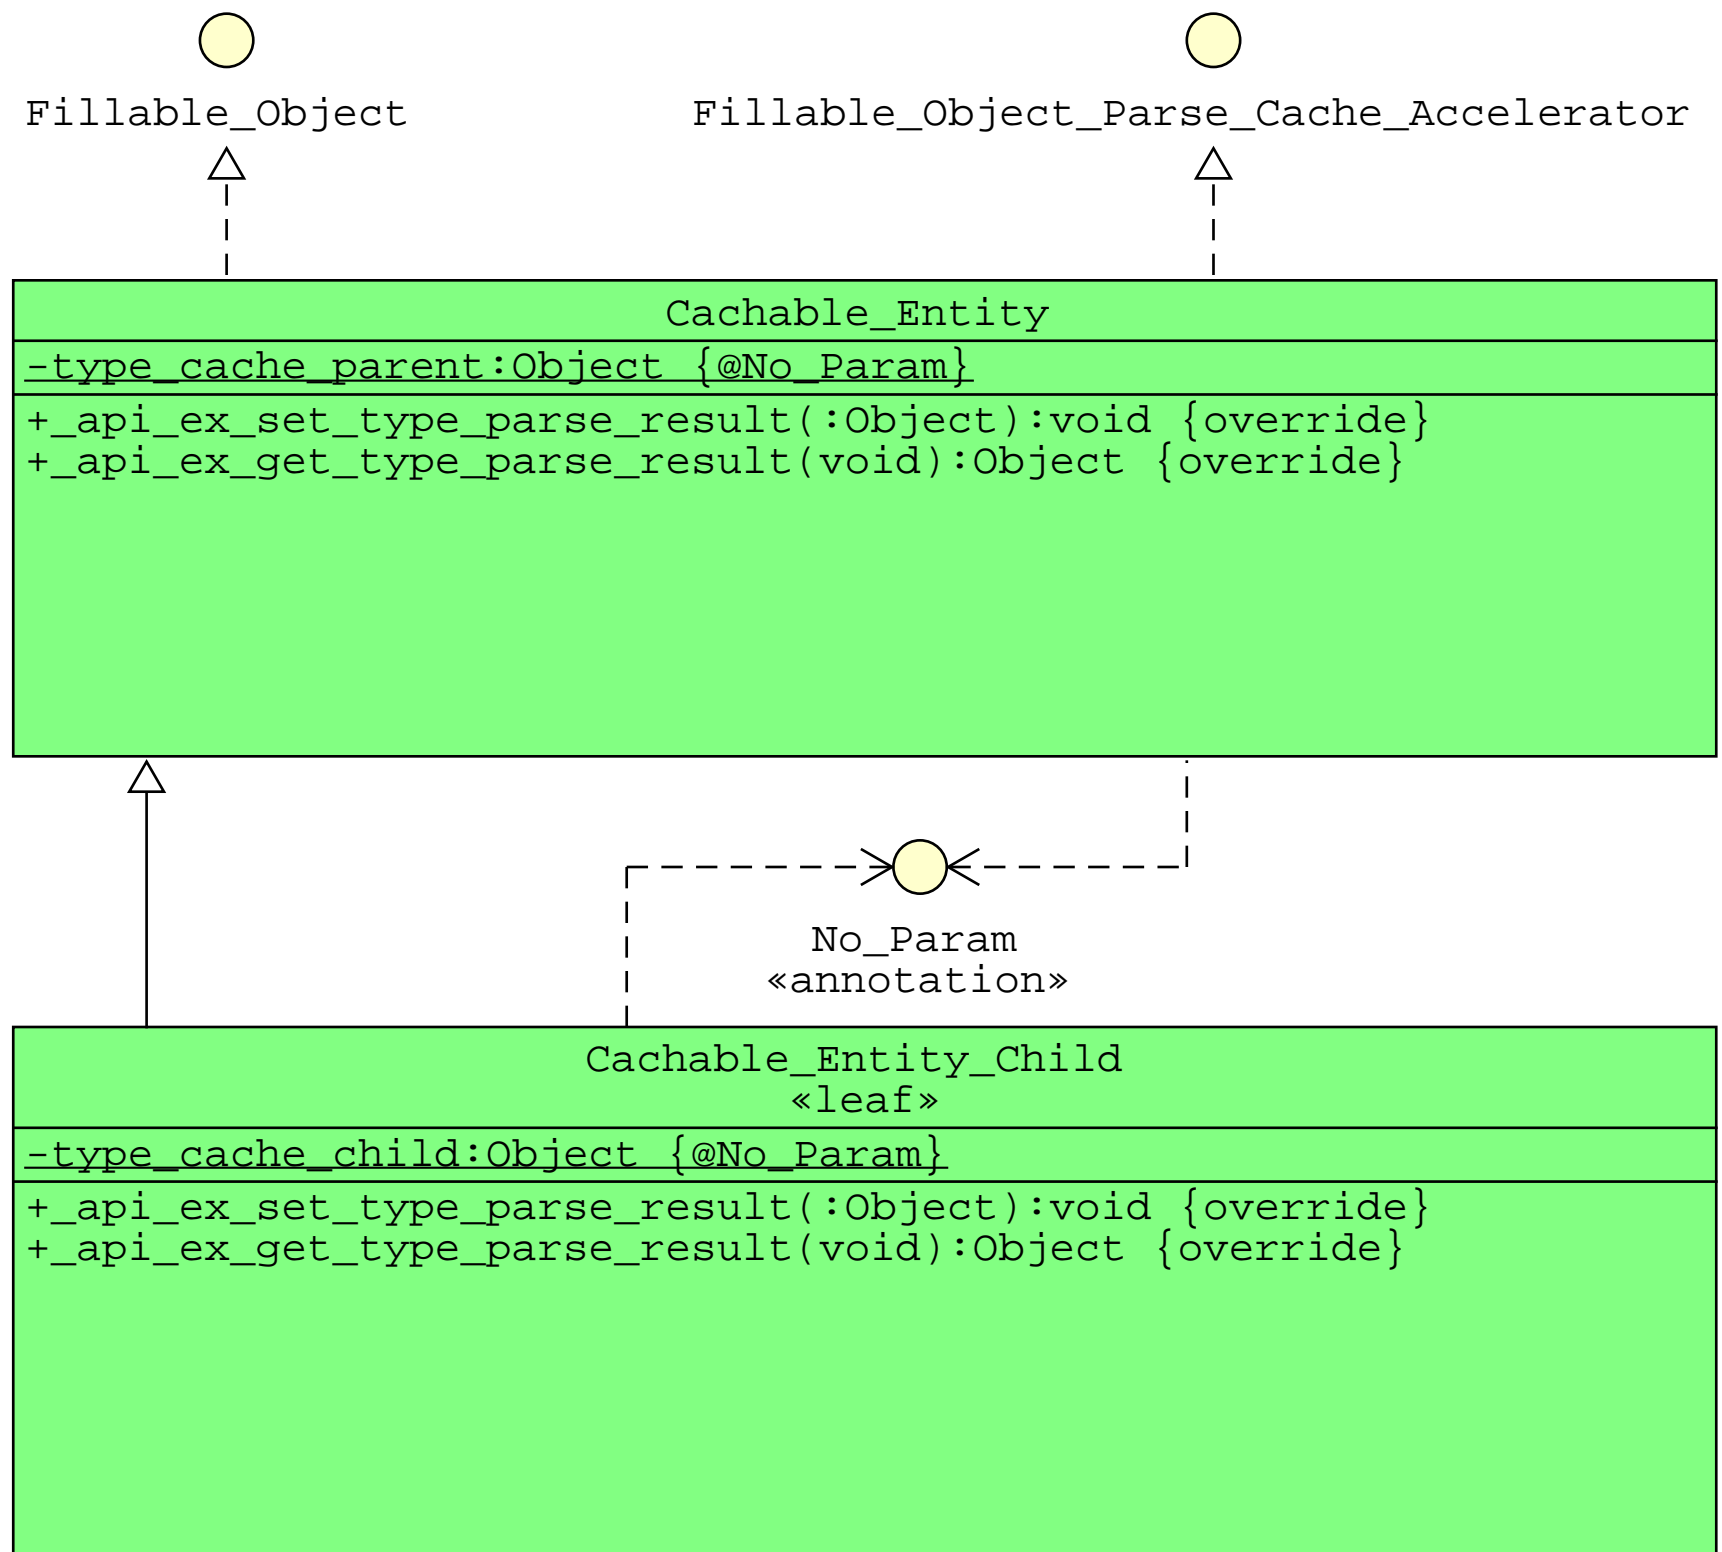 Fillable_Object
Fillable_Object_Parse_Cache_Accelerator
Cachable_Entity
-type_cache_parent:Object {@No_Param}
+_api_ex_set_type_parse_result(:Object):void {override}
+_api_ex_get_type_parse_result(void):Object {override}
No_Param
«annotation»
Cachable_Entity_Child
«leaf»
-type_cache_child:Object {@No_Param}
+_api_ex_set_type_parse_result(:Object):void {override}
+_api_ex_get_type_parse_result(void):Object {override}